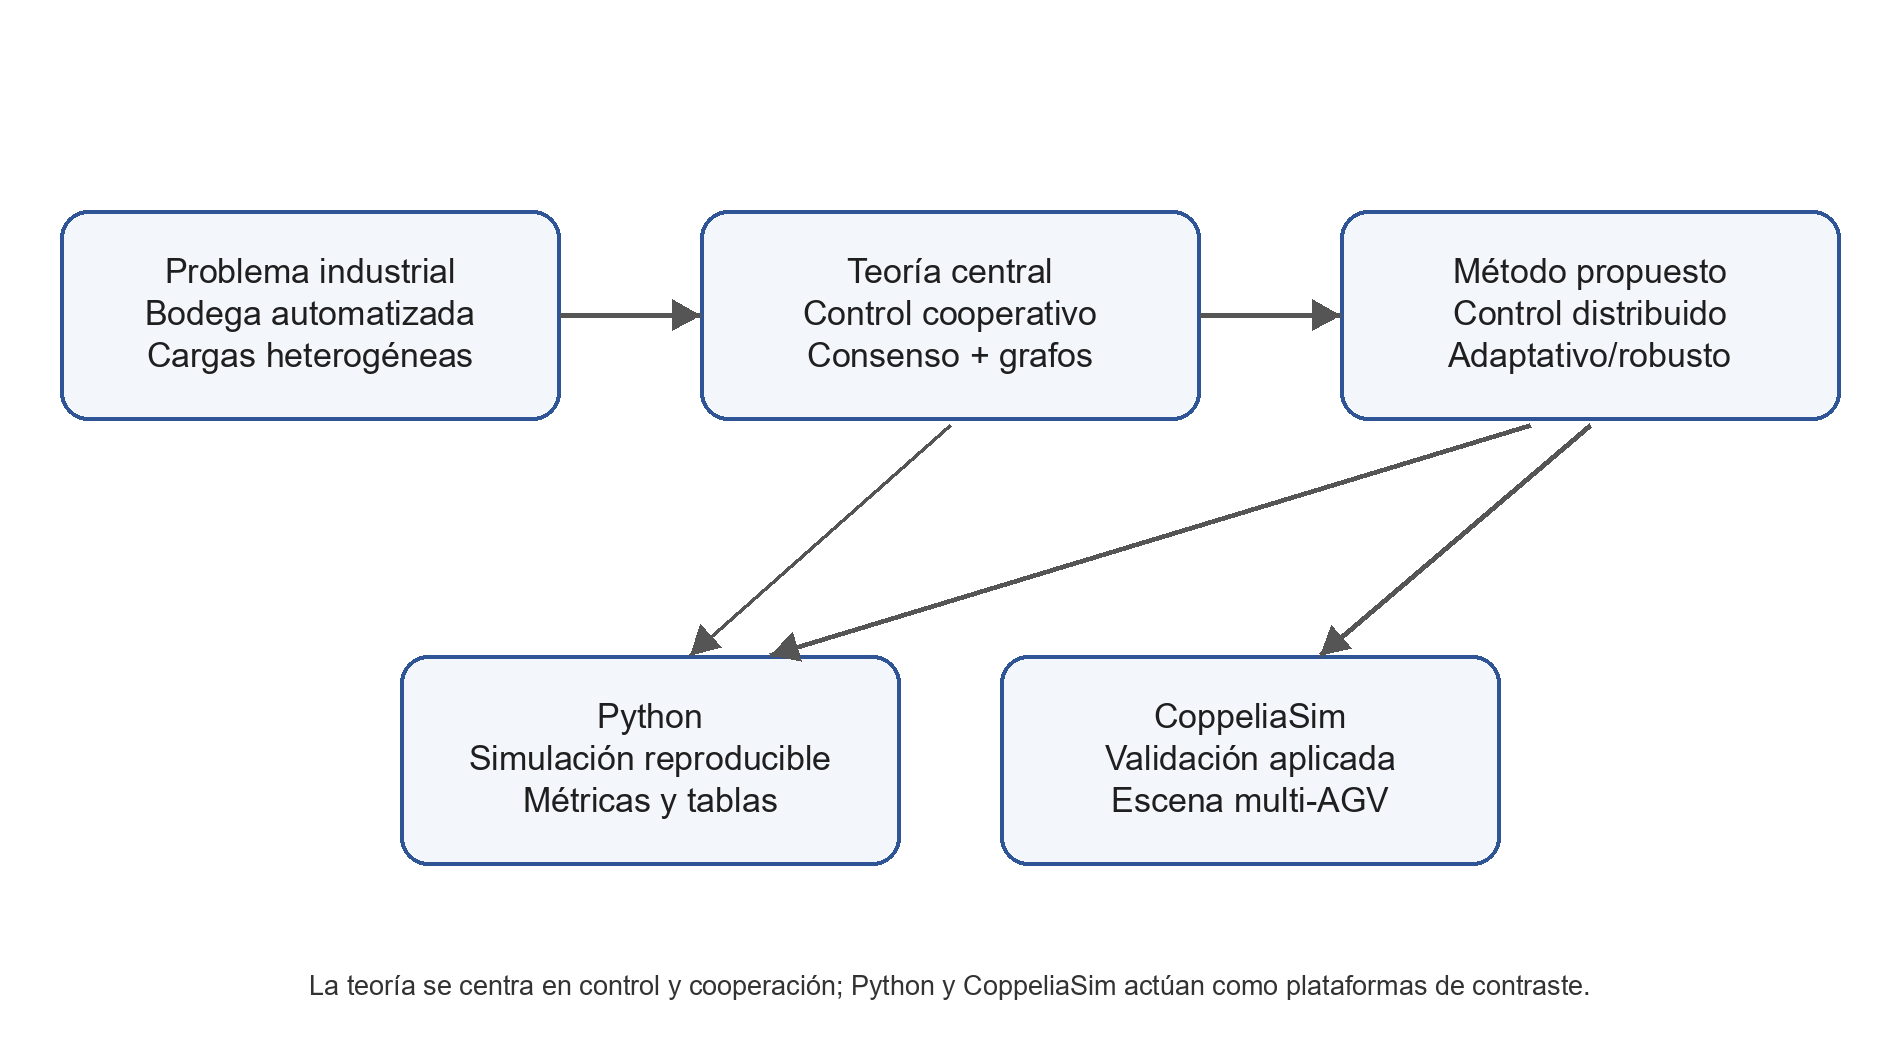 Problema industrial
Bodega automatizada
Cargas heterogéneas
Teoría central
Control cooperativo
Consenso + grafos
Método propuesto
Control distribuido
Adaptativo/robusto
Python
Simulación reproducible
Métricas y tablas
CoppeliaSim
Validación aplicada
Escena multi-AGV
La teoría se centra en control y cooperación; Python y CoppeliaSim actúan como plataformas de contraste.